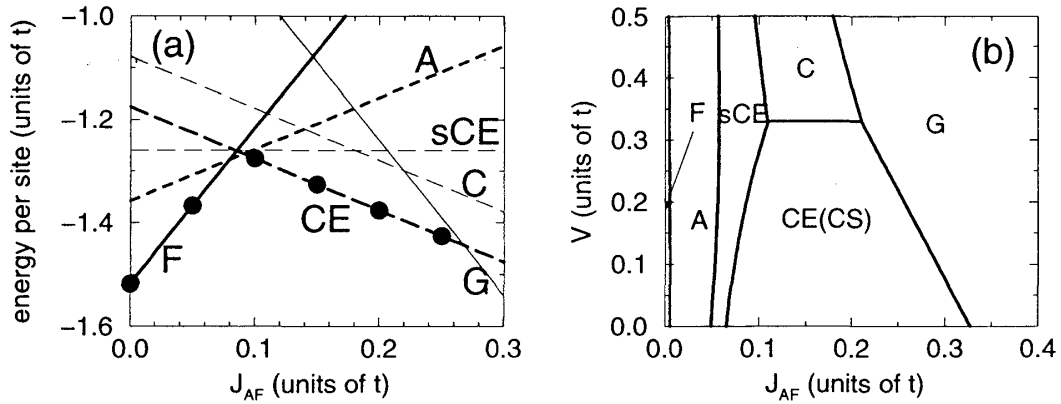 (a)
energy per site (units of t)
−1.0
−1.2
−1.4
−1.6
A
sCE
C
CE
F
G
0.0 0.1 0.2 0.3
J_AF (units of t)
(b)
V (units of t)
0.5
0.4
0.3
0.2
0.1
0.0
C
F
sCE
G
A
CE(CS)
0.0 0.1 0.2 0.3 0.4
J_AF (units of t)